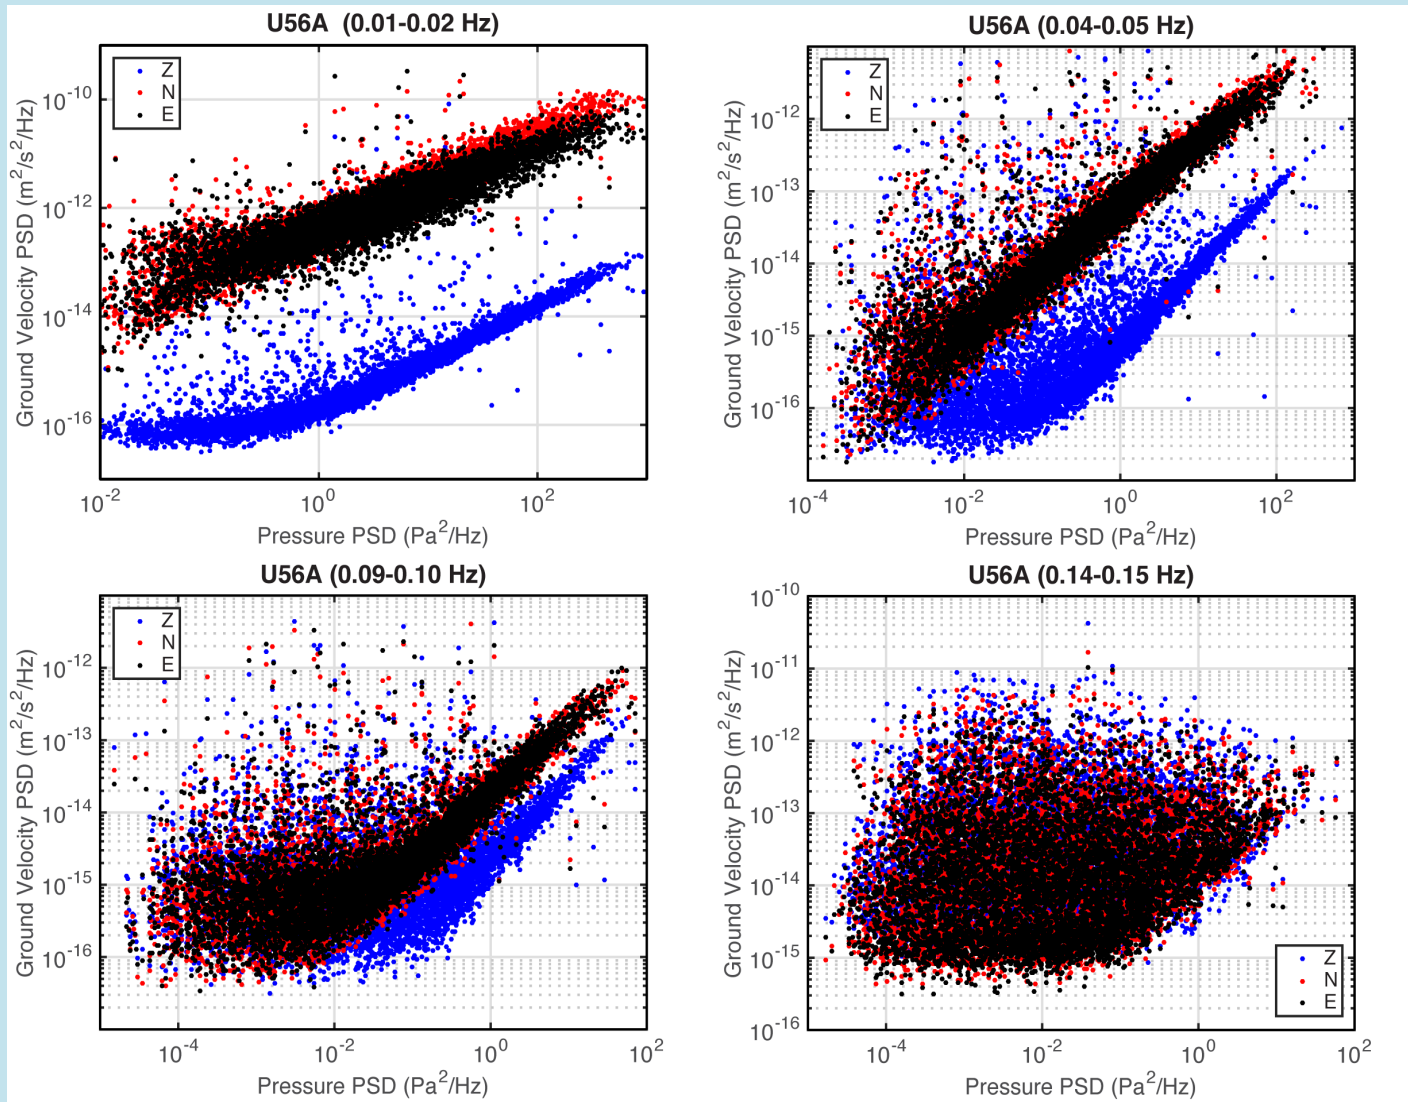 U56A (0.01-0.02 Hz)
Z
N
E
10^-10
10^-12
10^-14
10^-16
Ground Velocity PSD (m^2/s^2/Hz)
10^-2
10^0
10^2
Pressure PSD (Pa^2/Hz)
U56A (0.04-0.05 Hz)
Z
N
E
10^-12
10^-13
10^-14
10^-15
10^-16
Ground Velocity PSD (m^2/s^2/Hz)
10^-4
10^-2
10^0
10^2
Pressure PSD (Pa^2/Hz)
U56A (0.09-0.10 Hz)
Z
N
E
10^-12
10^-13
10^-14
10^-15
10^-16
Ground Velocity PSD (m^2/s^2/Hz)
10^-4
10^-2
10^0
10^2
Pressure PSD (Pa^2/Hz)
U56A (0.14-0.15 Hz)
10^-10
10^-11
10^-12
10^-13
10^-14
10^-15
10^-16
Ground Velocity PSD (m^2/s^2/Hz)
Z
N
E
10^-4
10^-2
10^0
10^2
Pressure PSD (Pa^2/Hz)